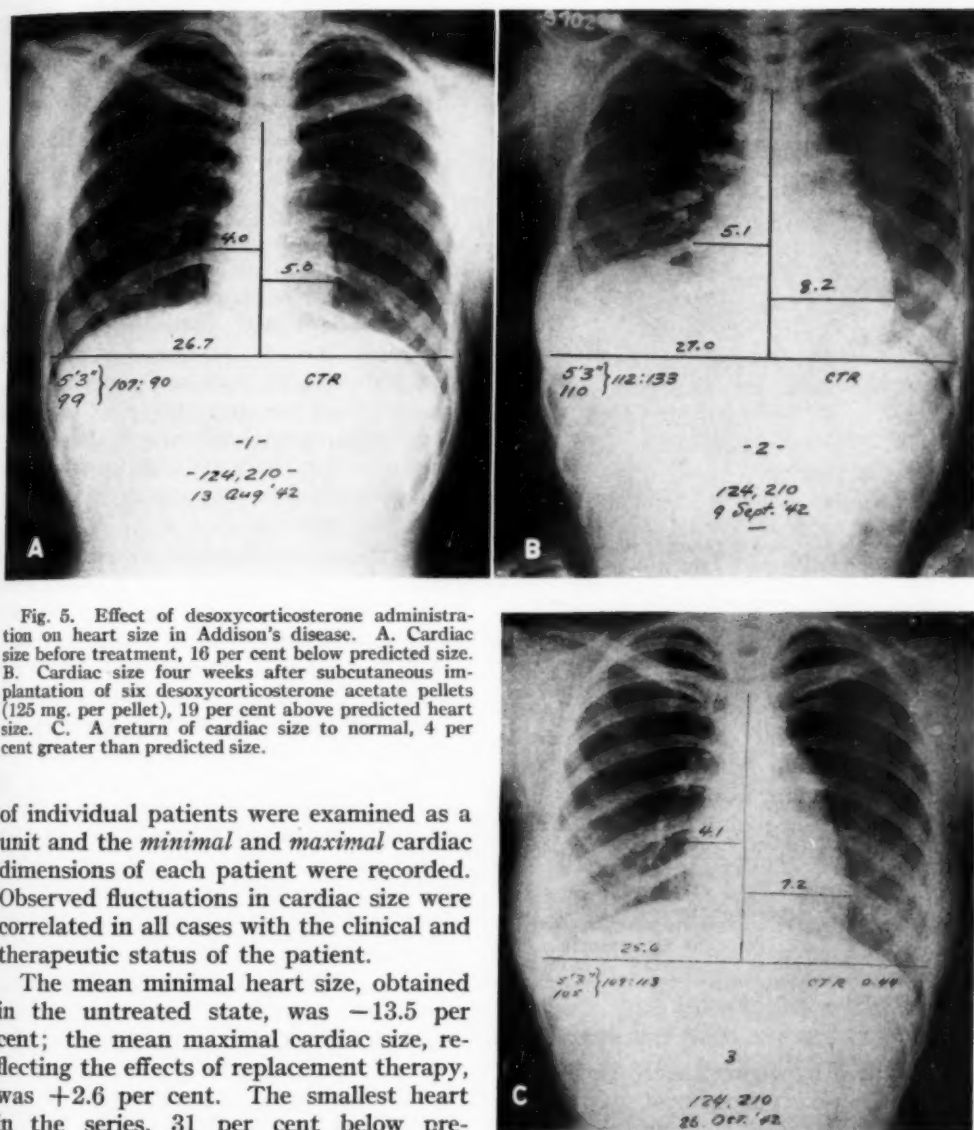 4.0
5.0
26.7
5'3" } 107:90
99
CTR
-1-
-124,210-
13 Aug '42
A
5.1
8.2
27.0
5'3" } 112:133
110
CTR
-2-
124,210
9 Sept. '42
B
Fig. 5. Effect of desoxycorticosterone administra-
tion on heart size in Addison's disease. A. Cardiac
size before treatment, 16 per cent below predicted size.
B. Cardiac size four weeks after subcutaneous im-
plantation of six desoxycorticosterone acetate pellets
(125 mg. per pellet), 19 per cent above predicted heart
size. C. A return of cardiac size to normal, 4 per
cent greater than predicted size.
of individual patients were examined as a
unit and the minimal and maximal cardiac
dimensions of each patient were recorded.
Observed fluctuations in cardiac size were
correlated in all cases with the clinical and
therapeutic status of the patient.
The mean minimal heart size, obtained
in the untreated state, was −13.5 per
cent; the mean maximal cardiac size, re-
flecting the effects of replacement therapy,
was +2.6 per cent. The smallest heart
in the series, 31 per cent below pre-
4.1
7.2
25.6
5'3" } 109:113
105
CTR 0.44
3
124,210
26 Oct. '42
C